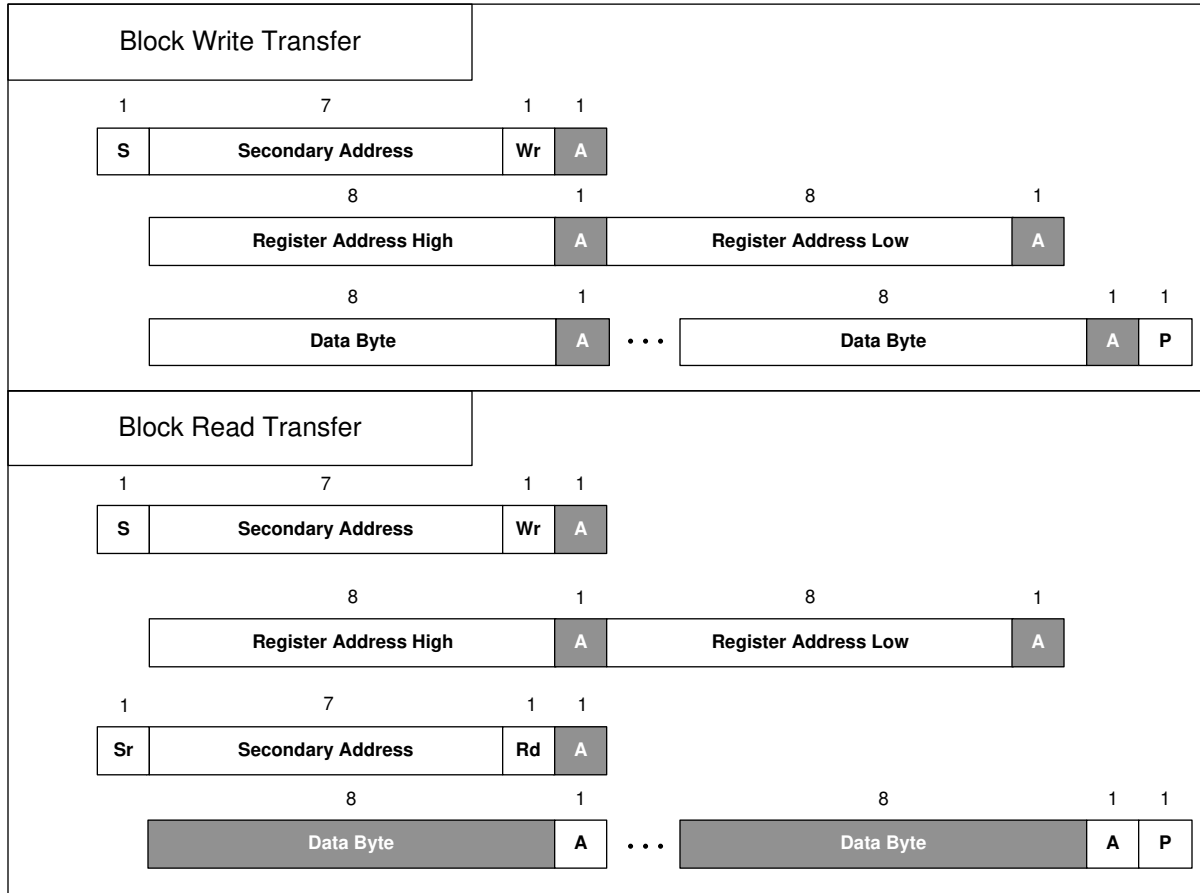 Block Write Transfer
1 7 1 1
S Secondary Address Wr A
8 1 8 1
Register Address High A Register Address Low A
8 1 8 1 1
Data Byte A ... Data Byte A P
Block Read Transfer
1 7 1 1
S Secondary Address Wr A
8 1 8 1
Register Address High A Register Address Low A
1 7 1 1
Sr Secondary Address Rd A
8 1 8 1 1
Data Byte A ... Data Byte A P